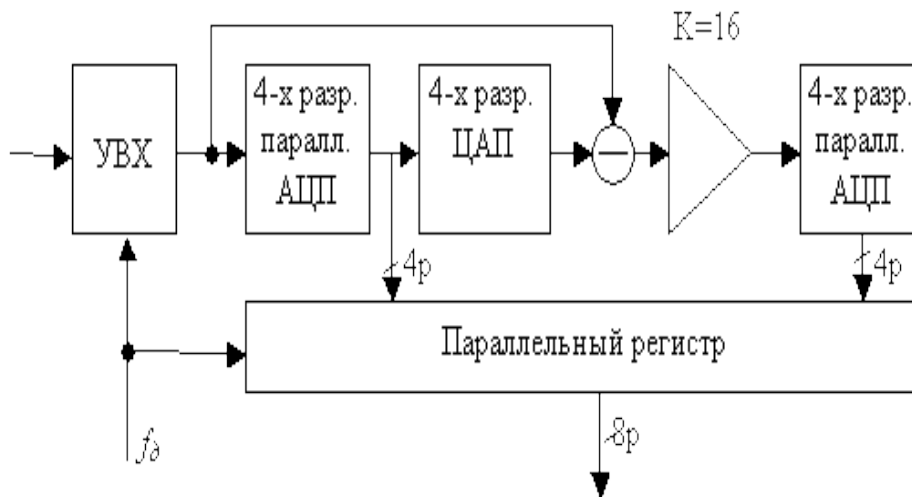 K=16
УВХ
4-х разр.
паралл.
АЦП
4-х разр.
ЦАП
4-х разр.
паралл.
АЦП
4р
4р
Параллельный регистр
fд
8р